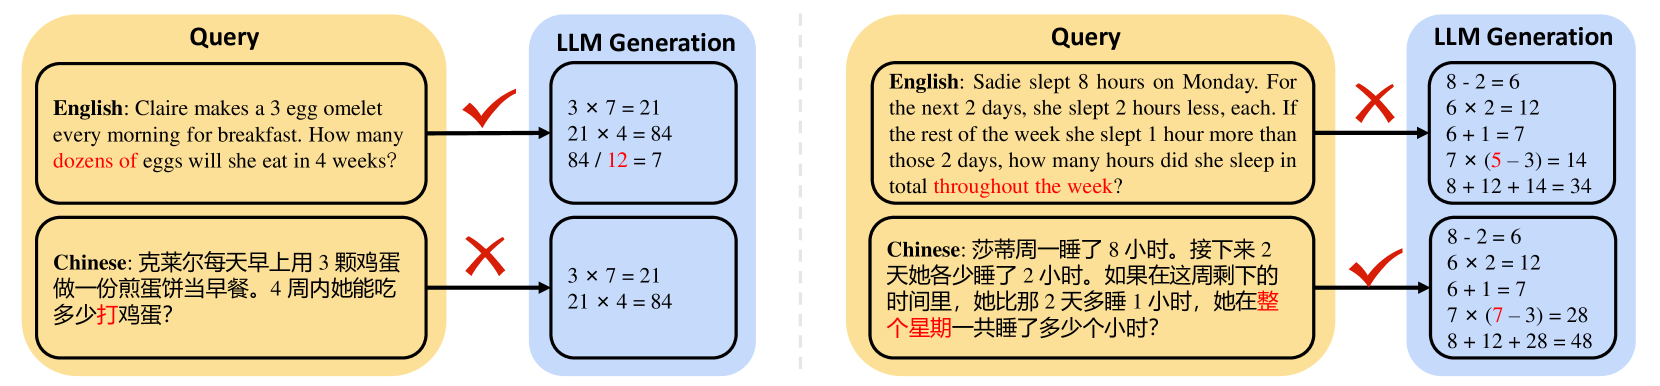 Query
LLM Generation
English: Claire makes a 3 egg omelet
every morning for breakfast. How many
dozens of eggs will she eat in 4 weeks?
3 × 7 = 21
21 × 4 = 84
84 / 12 = 7
Chinese: 克莱尔每天早上用 3 颗鸡蛋
做一份煎蛋饼当早餐。4 周内她能吃
多少打鸡蛋？
3 × 7 = 21
21 × 4 = 84
Query
LLM Generation
English: Sadie slept 8 hours on Monday. For
the next 2 days, she slept 2 hours less, each. If
the rest of the week she slept 1 hour more than
those 2 days, how many hours did she sleep in
total throughout the week?
8 - 2 = 6
6 × 2 = 12
6 + 1 = 7
7 × (5 – 3) = 14
8 + 12 + 14 = 34
Chinese: 莎蒂周一睡了 8 小时。接下来 2
天她各少睡了 2 小时。如果在这周剩下的
时间里，她比那 2 天多睡 1 小时，她在整
个星期一共睡了多少个小时？
8 - 2 = 6
6 × 2 = 12
6 + 1 = 7
7 × (7 – 3) = 28
8 + 12 + 28 = 48